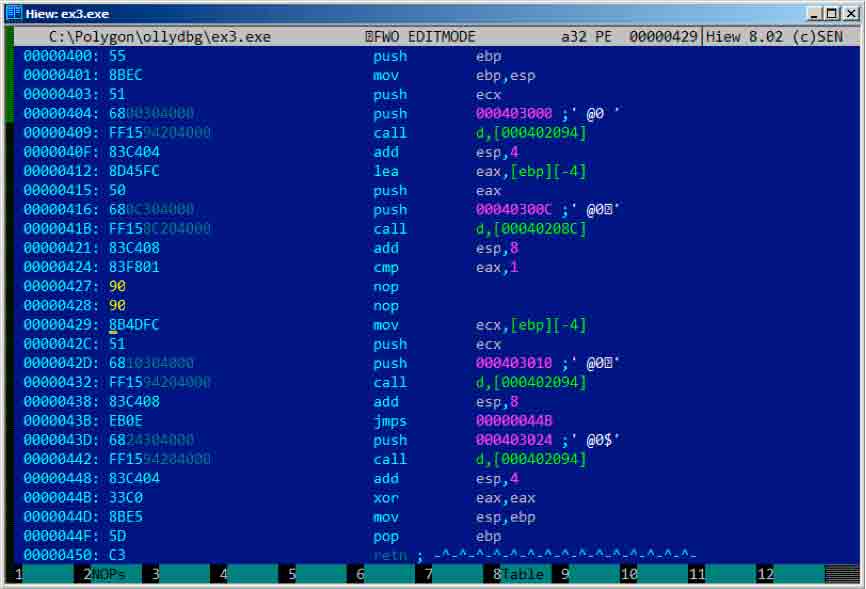 Hiew: ex3.exe
C:\Polygon\ollydbg\ex3.exe FWO EDITMODE a32 PE 00000429|Hiew 8.02 (c)SEN
00000400: 55 push ebp
00000401: 8BEC mov ebp,esp
00000403: 51 push ecx
00000404: 6800304000 push 000403000 ;' @0 '
00000409: FF1594204000 call d,[000402094]
0000040F: 83C404 add esp,4
00000412: 8D45FC lea eax,[ebp][-4]
00000415: 50 push eax
00000416: 680C304000 push 00040300C ;' @0'
0000041B: FF158C204000 call d,[00040208C]
00000421: 83C408 add esp,8
00000424: 83F801 cmp eax,1
00000427: 90 nop
00000428: 90 nop
00000429: 8B4DFC mov ecx,[ebp][-4]
0000042C: 51 push ecx
0000042D: 6810304000 push 000403010 ;' @0'
00000432: FF1594204000 call d,[000402094]
00000438: 83C408 add esp,8
0000043B: EB0E jmps 00000044B
0000043D: 6824304000 push 000403024 ;' @0$'
00000442: FF1594204000 call d,[000402094]
00000448: 83C404 add esp,4
0000044B: 33C0 xor eax,eax
0000044D: 8BE5 mov esp,ebp
0000044F: 5D pop ebp
00000450: C3 retn ; -^-^-^-^-^-^-^-^-^-^-^-^-^-^-^-
1 2NOPs 3 4 5 6 7 8Table 9 10 11 12